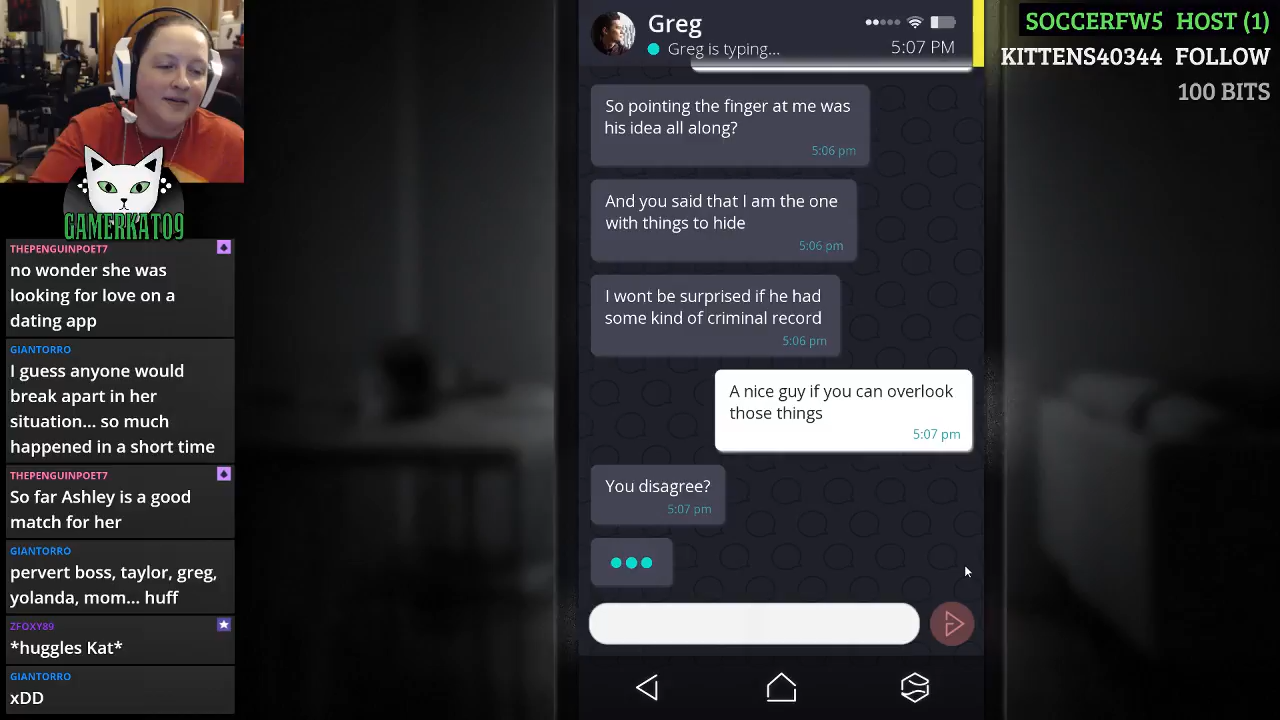 GAMERKAT09
THEPENGUINPOET7
no wonder she was
looking for love on a
dating app
GIANTORRO
I guess anyone would
break apart in her
situation... so much
happened in a short time
THEPENGUINPOET7
So far Ashley is a good
match for her
GIANTORRO
pervert boss, taylor, greg,
yolanda, mom... huff
ZFOXY89
*huggles Kat*
GIANTORRO
xDD
Greg
Greg is typing...
5:07 PM
So pointing the finger at me was
his idea all along?
5:06 pm
And you said that I am the one
with things to hide
5:06 pm
I wont be surprised if he had
some kind of criminal record
5:06 pm
A nice guy if you can overlook
those things
5:07 pm
You disagree?
5:07 pm
SOCCERFW5 HOST (1)
KITTENS40344 FOLLOW
100 BITS